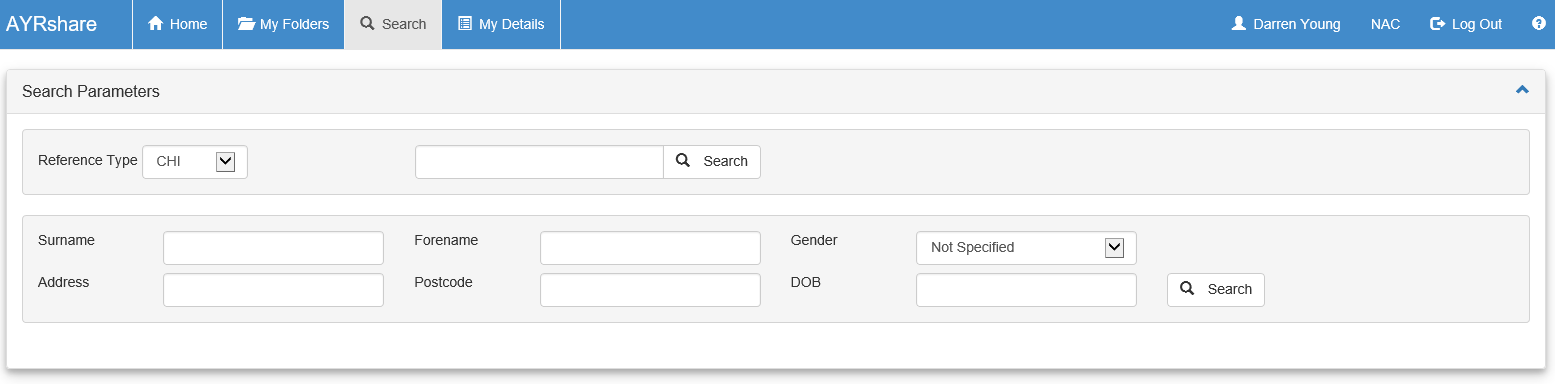 AYRshare Home My Folders Search My Details Darren Young NAC Log Out ?
Search Parameters
Reference Type CHI Search
Surname Forename Gender Not Specified
Address Postcode DOB Search